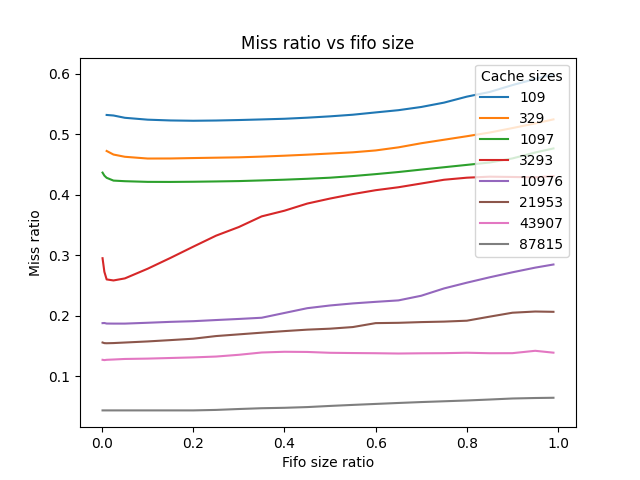 Miss ratio vs fifo size
Cache sizes
109
329
1097
3293
10976
21953
43907
87815
0.6
0.5
0.4
0.3
0.2
0.1
Miss ratio
0.0 0.2 0.4 0.6 0.8 1.0
Fifo size ratio